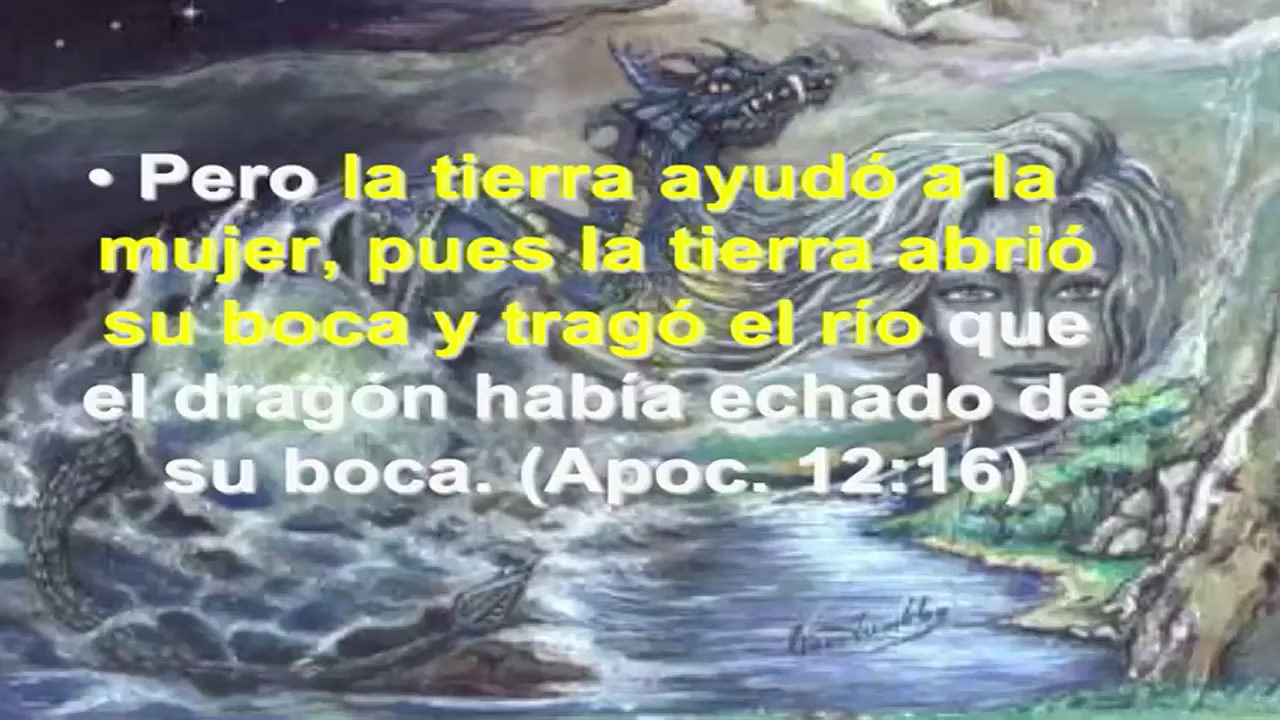 • Pero la tierra ayudó a la
mujer, pues la tierra abrió
su boca y tragó el río que
el dragón había echado de
su boca. (Apoc. 12:16)